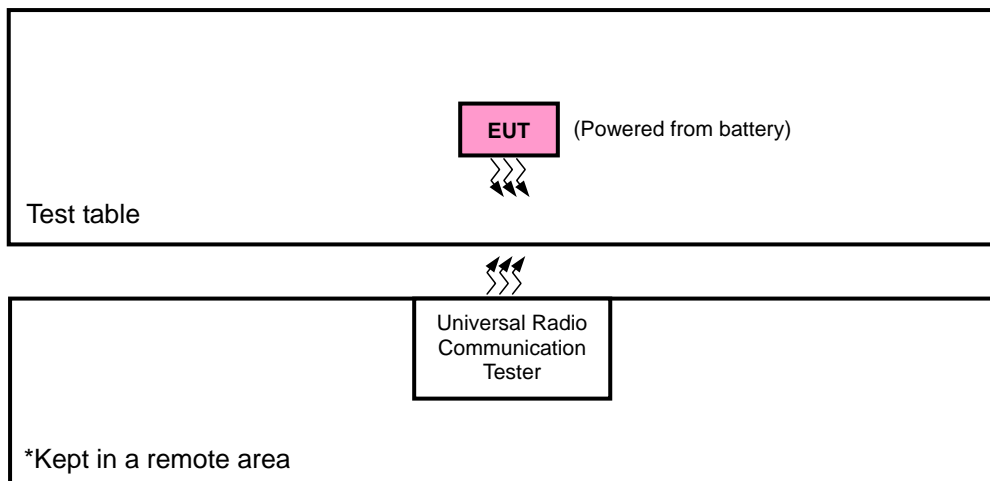 EUT
(Powered from battery)
Test table
Universal Radio
Communication
Tester
*Kept in a remote area